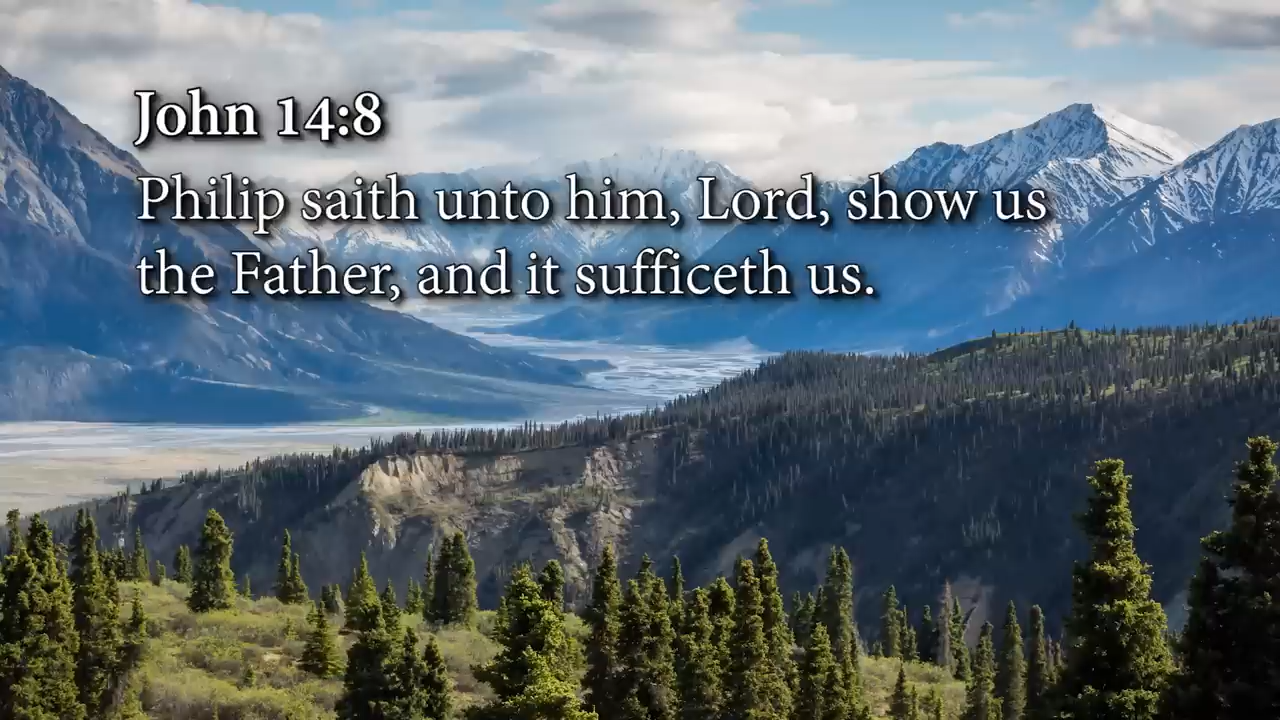 John 14:8
Philip saith unto him, Lord, show us
the Father, and it sufficeth us.